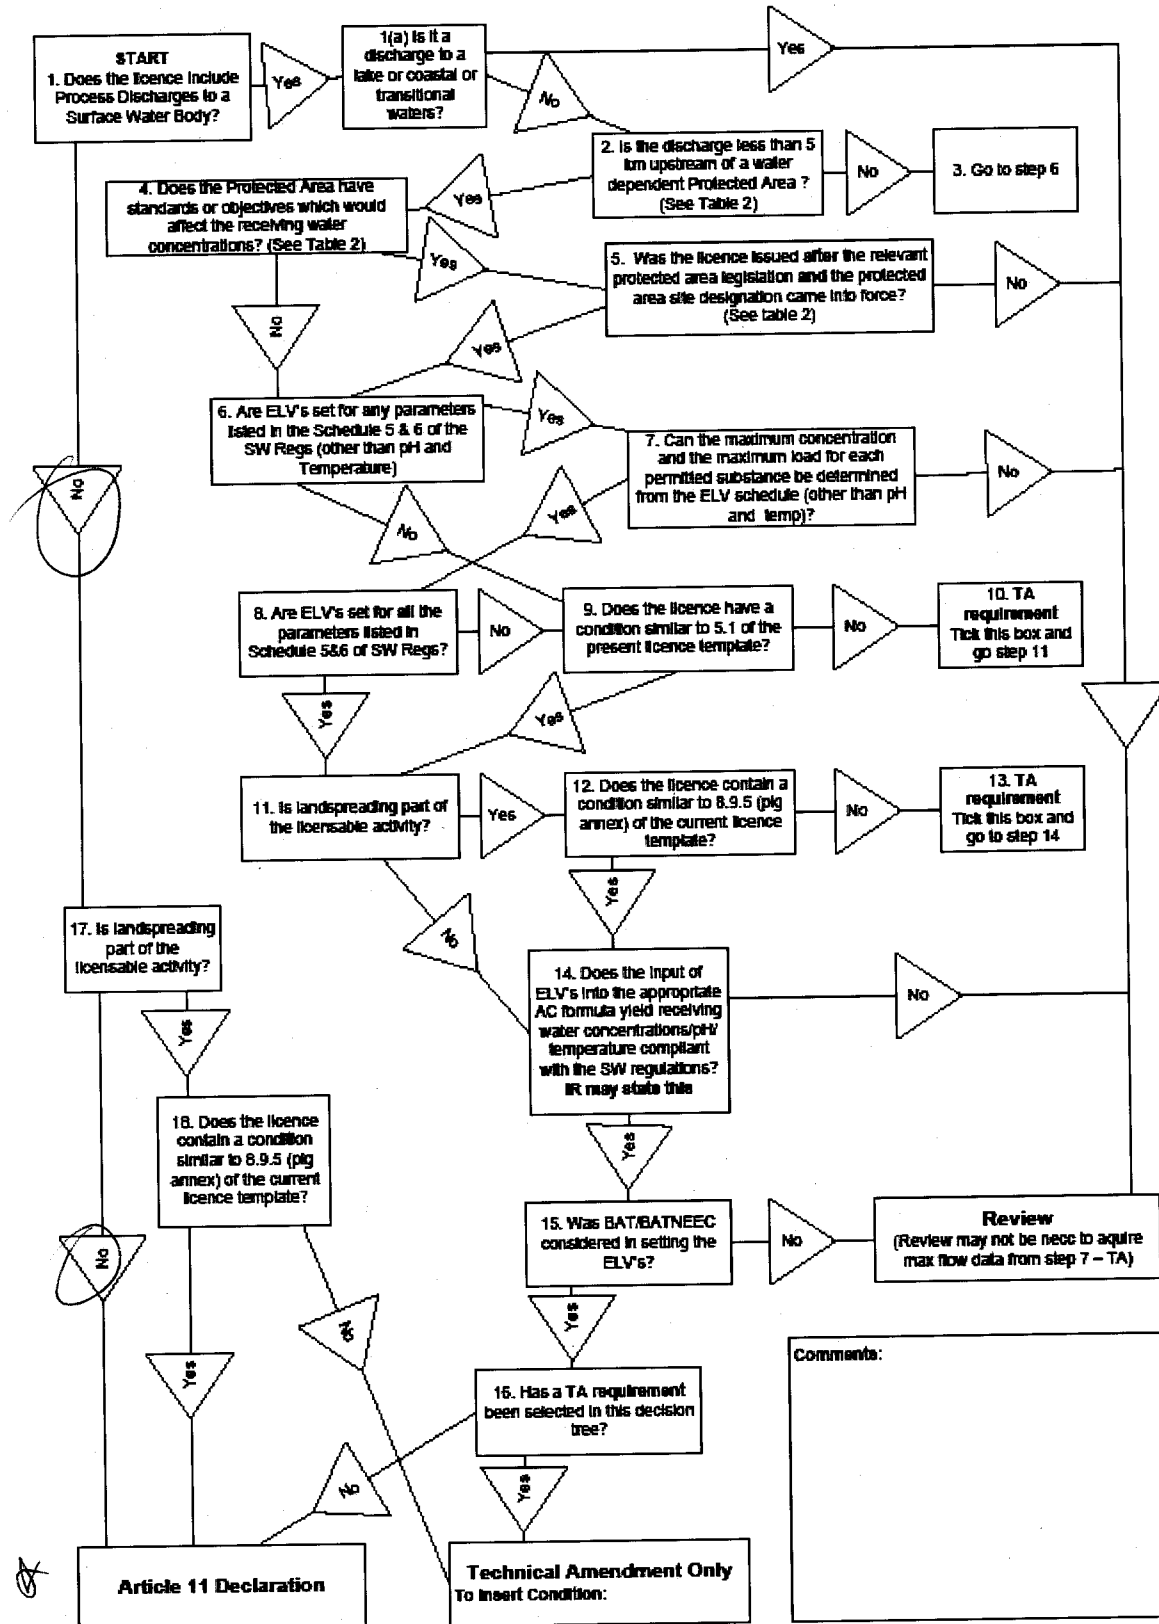 START
1. Does the licence include
Process Discharges to a
Surface Water Body?
Yes
1(a) Is it a
discharge to a
lake or coastal or
transitional
waters?
Yes
No
2. Is the discharge less than 5
km upstream of a water
dependent Protected Area ?
(See Table 2)
No
3. Go to step 6
Yes
4. Does the Protected Area have
standards or objectives which would
affect the receiving water
concentrations? (See Table 2)
Yes
No
5. Was the licence issued after the relevant
protected area legislation and the protected
area site designation came into force?
(See table 2)
No
Yes
6. Are ELV's set for any parameters
listed in the Schedule 5 & 6 of the
SW Regs (other than pH and
Temperature)
Yes
No
7. Can the maximum concentration
and the maximum load for each
permitted substance be determined
from the ELV schedule (other than pH
and temp)?
No
Yes
No
8. Are ELV's set for all the
parameters listed in
Schedule 5&6 of SW Regs?
No
Yes
9. Does the licence have a
condition similar to 5.1 of the
present licence template?
No
10. TA
requirement
Tick this box and
go step 11
Yes
11. Is landspreading part of
the licensable activity?
Yes
No
12. Does the licence contain a
condition similar to 8.9.5 (pig
annex) of the current licence
template?
No
13. TA
requirement
Tick this box and
go to step 14
Yes
14. Does the input of
ELV's into the appropriate
AC formula yield receiving
water concentrations/pH/
temperature compliant
with the SW regulations?
IR may state this
No
Yes
17. Is landspreading
part of the
licensable activity?
Yes
No
18. Does the licence
contain a condition
similar to 8.9.5 (pig
annex) of the current
licence template?
No
Yes
15. Was BAT/BATNEEC
considered in setting the
ELV's?
No
Review
(Review may not be necc to aquire
max flow data from step 7 – TA)
Yes
16. Has a TA requirement
been selected in this decision
tree?
No
Yes
Comments:
Article 11 Declaration
Technical Amendment Only
To Insert Condition: